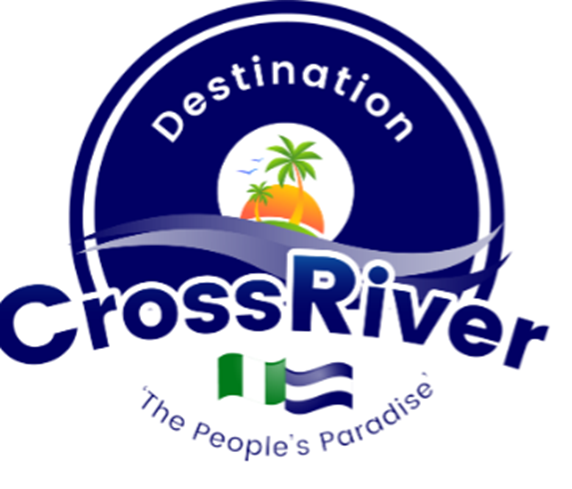 Destination
CrossRiver
'The People's Paradise'